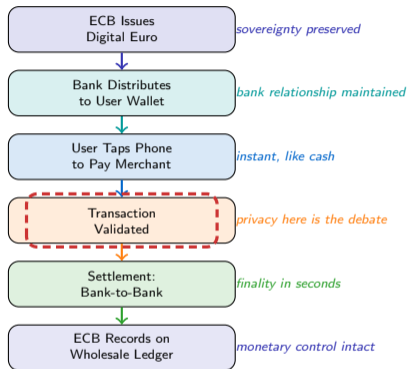 ECB Issues
Digital Euro
sovereignty preserved
Bank Distributes
to User Wallet
bank relationship maintained
User Taps Phone
to Pay Merchant
instant, like cash
Transaction
Validated
privacy here is the debate
Settlement:
Bank-to-Bank
finality in seconds
ECB Records on
Wholesale Ledger
monetary control intact